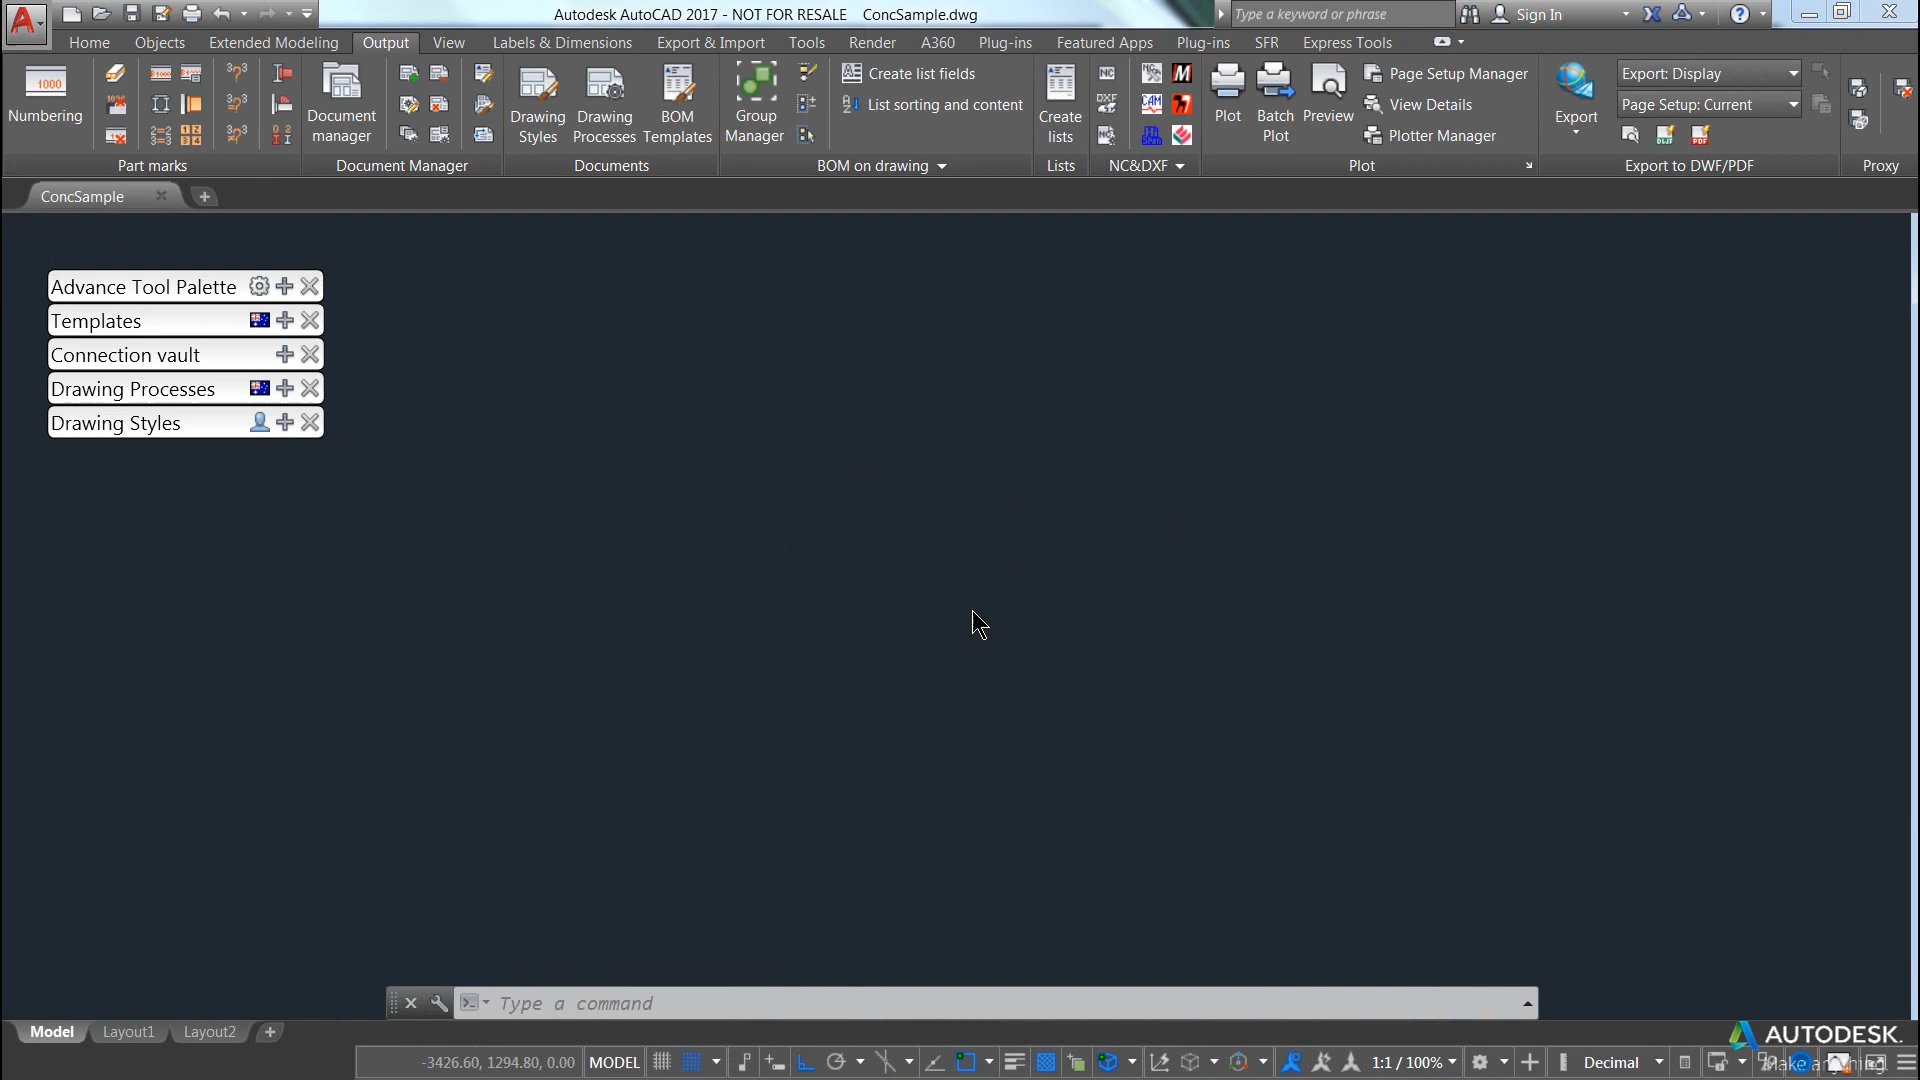 Autodesk AutoCAD 2017 - NOT FOR RESALE ConcSample.dwg
Type a keyword or phrase
Sign In
Home Objects Extended Modeling Output View Labels & Dimensions Export & Import Tools Render A360 Plug-ins Featured Apps Plug-ins SFR Express Tools
Numbering
Document manager
Drawing Styles
Drawing Processes
BOM Templates
Group Manager
Create list fields
List sorting and content
Create lists
Plot
Batch Plot
Preview
Page Setup Manager
View Details
Plotter Manager
Export
Export: Display
Page Setup: Current
Part marks
Document Manager
Documents
BOM on drawing
Lists
NC&DXF
Plot
Export to DWF/PDF
Proxy
ConcSample
Advance Tool Palette
Templates
Connection vault
Drawing Processes
Drawing Styles
Type a command
Model Layout1 Layout2
AUTODESK.
-3426.60, 1294.80, 0.00 MODEL
1:1 / 100%
Decimal